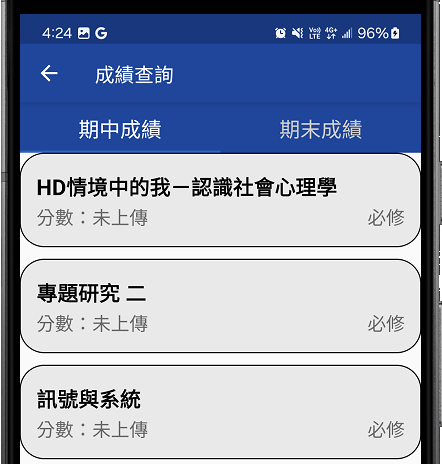 4:24 G Vo)) LTE 4G+ 96%
成績查詢
期中成績 期末成績
HD情境中的我－認識社會心理學
分數：未上傳 必修
專題研究 二
分數：未上傳 必修
訊號與系統
分數：未上傳 必修